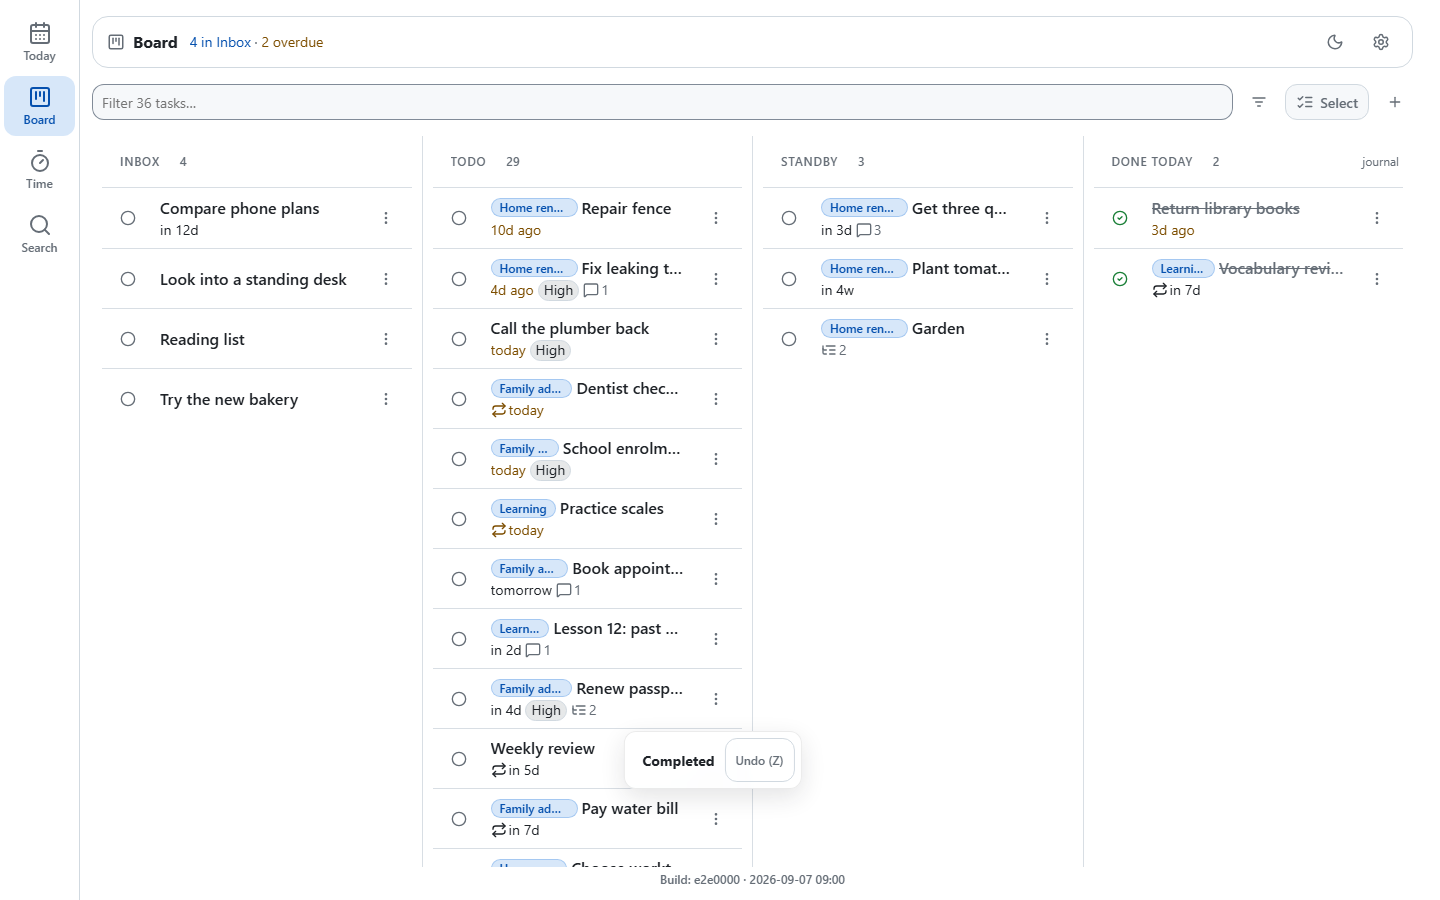 Today
Board
Time
Search
Board 4 in Inbox · 2 overdue
Filter 36 tasks...
Select
INBOX 4
Compare phone plans
in 12d
Look into a standing desk
Reading list
Try the new bakery
TODO 29
Home ren... Repair fence
10d ago
Home ren... Fix leaking t...
4d ago High 1
Call the plumber back
today High
Family ad... Dentist chec...
today
Family ... School enrolm...
today High
Learning Practice scales
today
Family a... Book appoint...
tomorrow 1
Learn... Lesson 12: past ...
in 2d 1
Family ad... Renew passp...
in 4d High 2
Weekly review
in 5d
Family ad... Pay water bill
in 7d
STANDBY 3
Home ren... Get three q...
in 3d 3
Home ren... Plant tomat...
in 4w
Home ren... Garden
2
DONE TODAY 2 journal
Return library books
3d ago
Learni... Vocabulary revi...
in 7d
Completed Undo (Z)
Build: e2e0000 · 2026-09-07 09:00